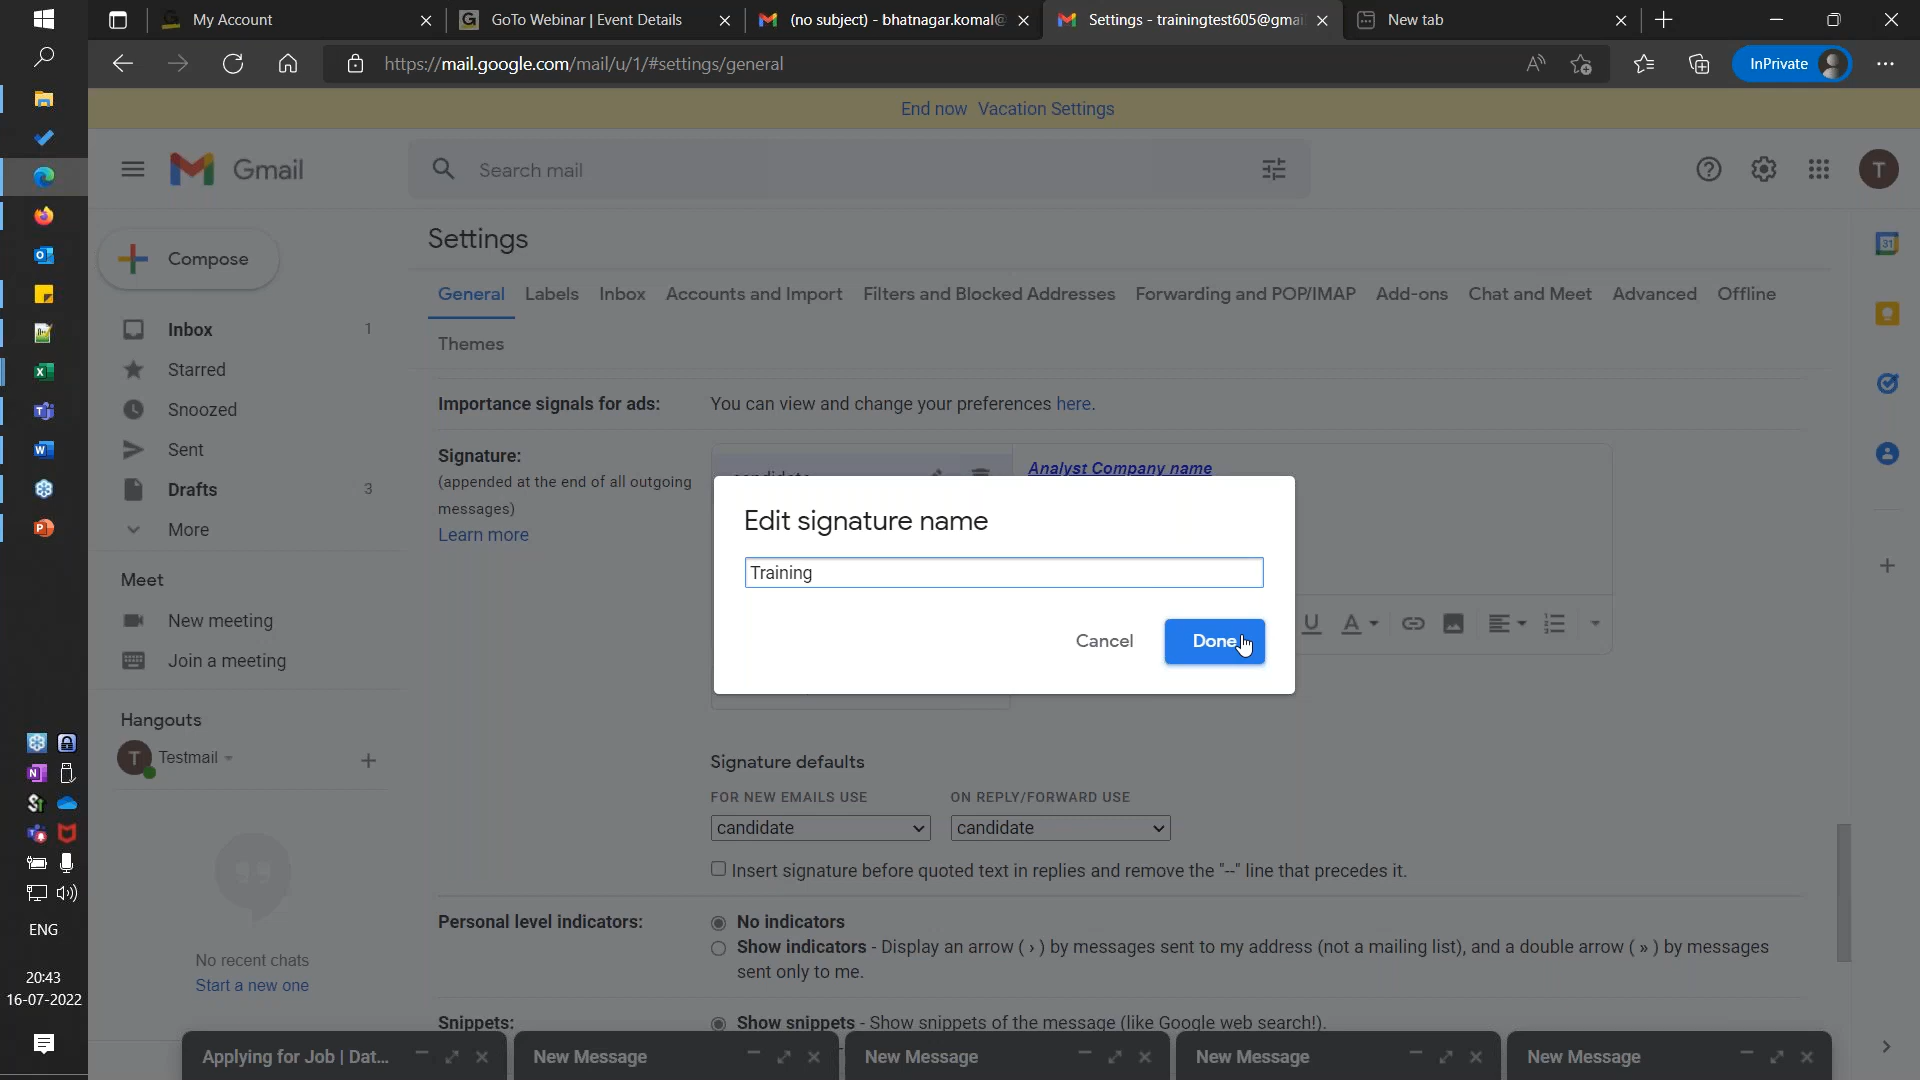 My Account
GoTo Webinar | Event Details
(no subject) - bhatnagar.komal@
Settings - trainingtest605@gmai
New tab
https://mail.google.com/mail/u/1/#settings/general
InPrivate
End now Vacation Settings
Gmail
Search mail
T
Compose
Inbox 1
Starred
Snoozed
Sent
Drafts 3
More
Meet
New meeting
Join a meeting
Hangouts
T Testmail
No recent chats
Start a new one
Settings
General Labels Inbox Accounts and Import Filters and Blocked Addresses Forwarding and POP/IMAP Add-ons Chat and Meet Advanced Offline
Themes
Importance signals for ads: You can view and change your preferences here.
Signature:
(appended at the end of all outgoing
messages)
Learn more
Analyst Company name
Edit signature name
Training
Cancel Done
Signature defaults
FOR NEW EMAILS USE ON REPLY/FORWARD USE
candidate candidate
Insert signature before quoted text in replies and remove the "--" line that precedes it.
Personal level indicators: No indicators
Show indicators - Display an arrow ( › ) by messages sent to my address (not a mailing list), and a double arrow ( » ) by messages
sent only to me.
Snippets: Show snippets - Show snippets of the message (like Google web search!).
Applying for Job | Dat...
New Message
New Message
New Message
New Message
ENG
20:43
16-07-2022